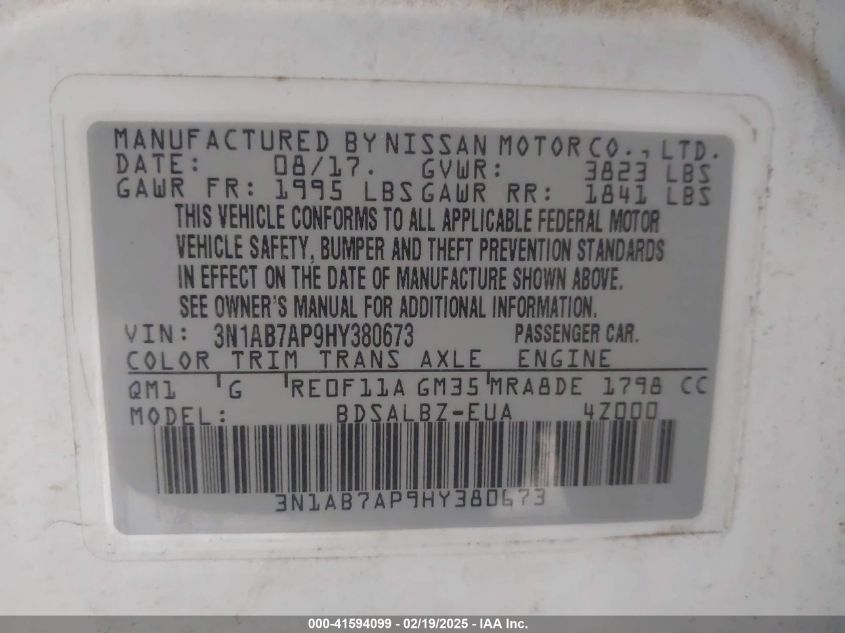 MANUFACTURED BY NISSAN MOTOR CO., LTD.
DATE: 08/17. GVWR: 3823 LBS
GAWR FR: 1995 LBS GAWR RR: 1841 LBS
THIS VEHICLE CONFORMS TO ALL APPLICABLE FEDERAL MOTOR
VEHICLE SAFETY, BUMPER AND THEFT PREVENTION STANDARDS
IN EFFECT ON THE DATE OF MANUFACTURE SHOWN ABOVE.
SEE OWNER'S MANUAL FOR ADDITIONAL INFORMATION.
VIN: 3N1AB7AP9HY380673 PASSENGER CAR.
COLOR TRIM TRANS AXLE ENGINE
QM1 G RE0F11A GM35 MRA8DE 1798 CC
MODEL: BDSALBZ-EUA 4Z000
3N1AB7AP9HY380673
000-41594099 - 02/19/2025 - IAA Inc.